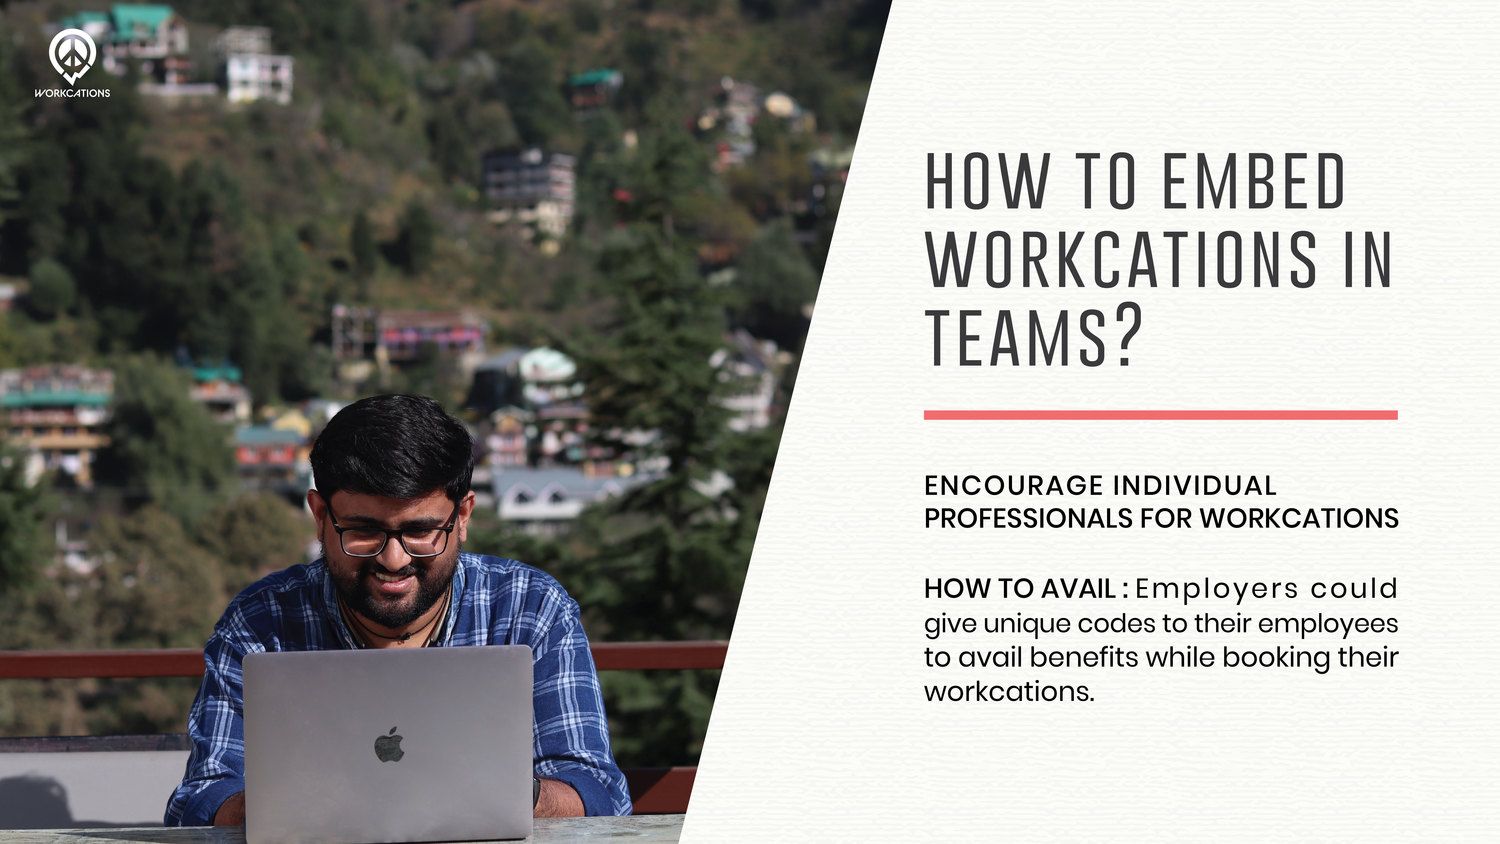 WORKCATIONS
HOW TO EMBED
WORKCATIONS IN
TEAMS?
ENCOURAGE INDIVIDUAL
PROFESSIONALS FOR WORKCATIONS
HOW TO AVAIL : Employers could
give unique codes to their employees
to avail benefits while booking their
workcations.